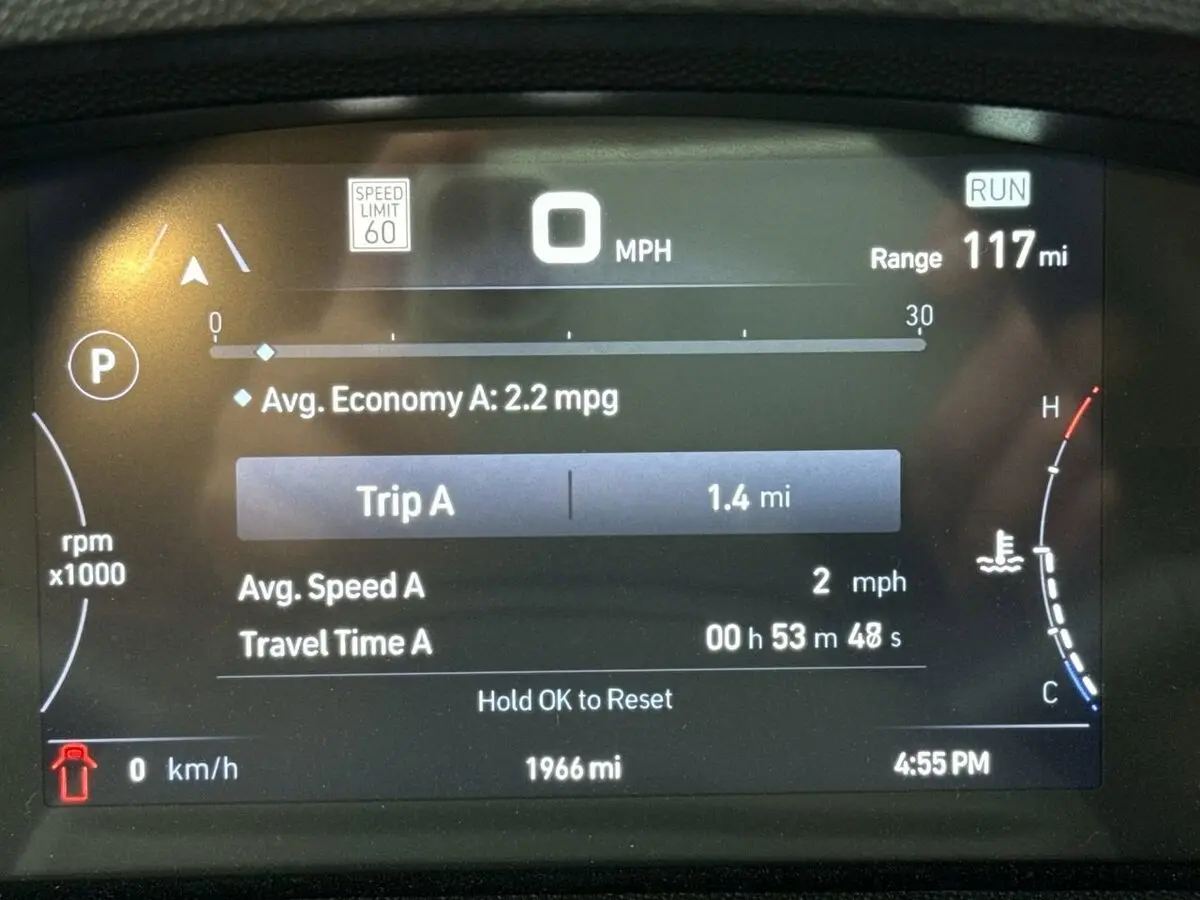 SPEED
LIMIT
60
0 MPH
RUN
Range 117 mi
0 30
P
Avg. Economy A: 2.2 mpg
H
Trip A 1.4 mi
rpm
x1000
Avg. Speed A 2 mph
Travel Time A 00 h 53 m 48 s
C
Hold OK to Reset
0 km/h 1966 mi 4:55 PM